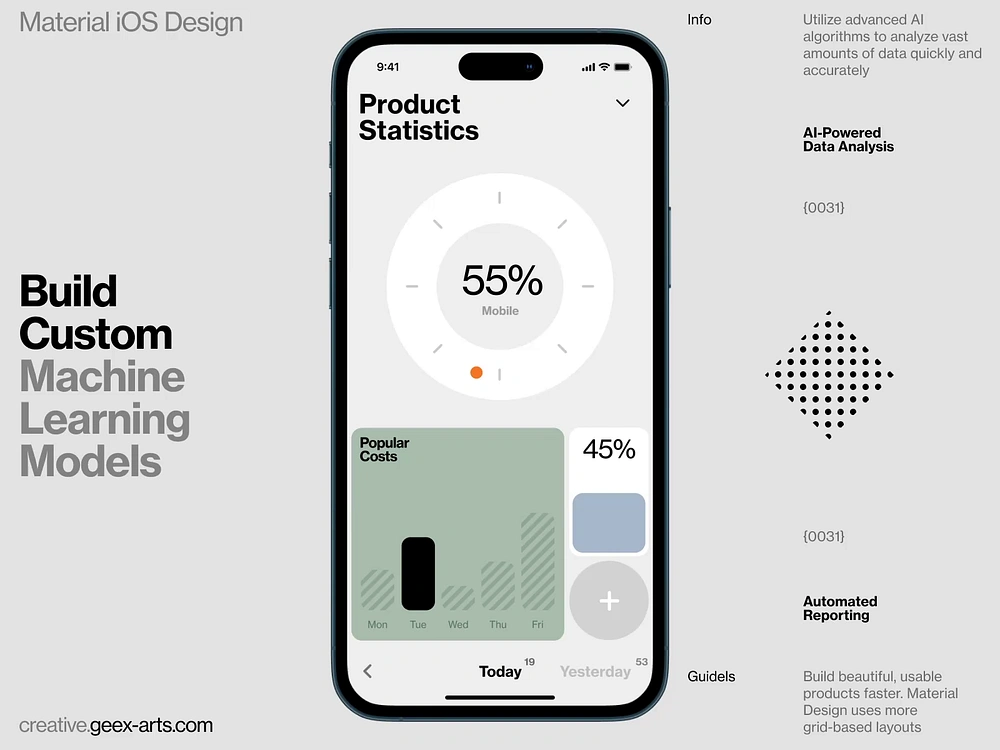 Material iOS Design
Info
Utilize advanced AI
algorithms to analyze vast
amounts of data quickly and
accurately
9:41
Product
Statistics
AI-Powered
Data Analysis
{0031}
55%
Mobile
Build
Custom
Machine
Learning
Models
Popular
Costs
45%
Mon Tue Wed Thu Fri
+
{0031}
Automated
Reporting
Today 19 Yesterday 53
Guidels
Build beautiful, usable
products faster. Material
Design uses more
grid-based layouts
creative.geex-arts.com